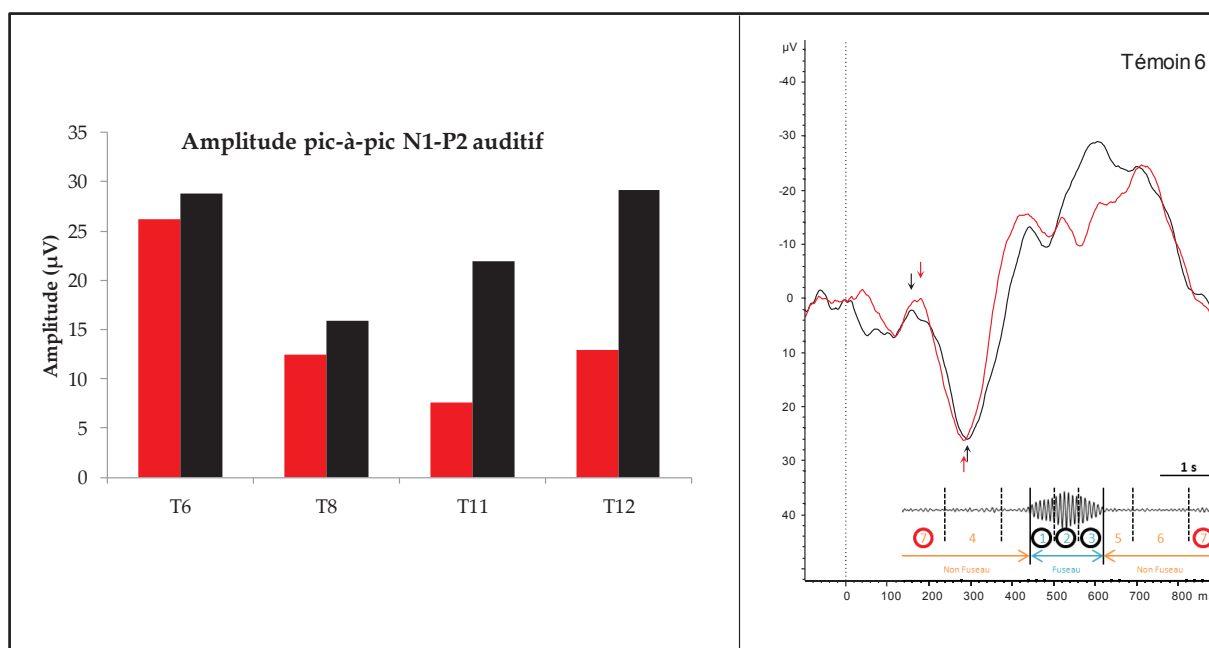 Amplitude pic-à-pic N1-P2 auditif
Amplitude (µV)
35
30
25
20
15
10
5
0
T6
T8
T11
T12
Témoin 6
µV
-40
-30
-20
-10
0
10
20
30
40
1 s
7 4 1 2 3 5 6 7
Non Fuseau Fuseau Non Fuseau
0 100 200 300 400 500 600 700 800 m